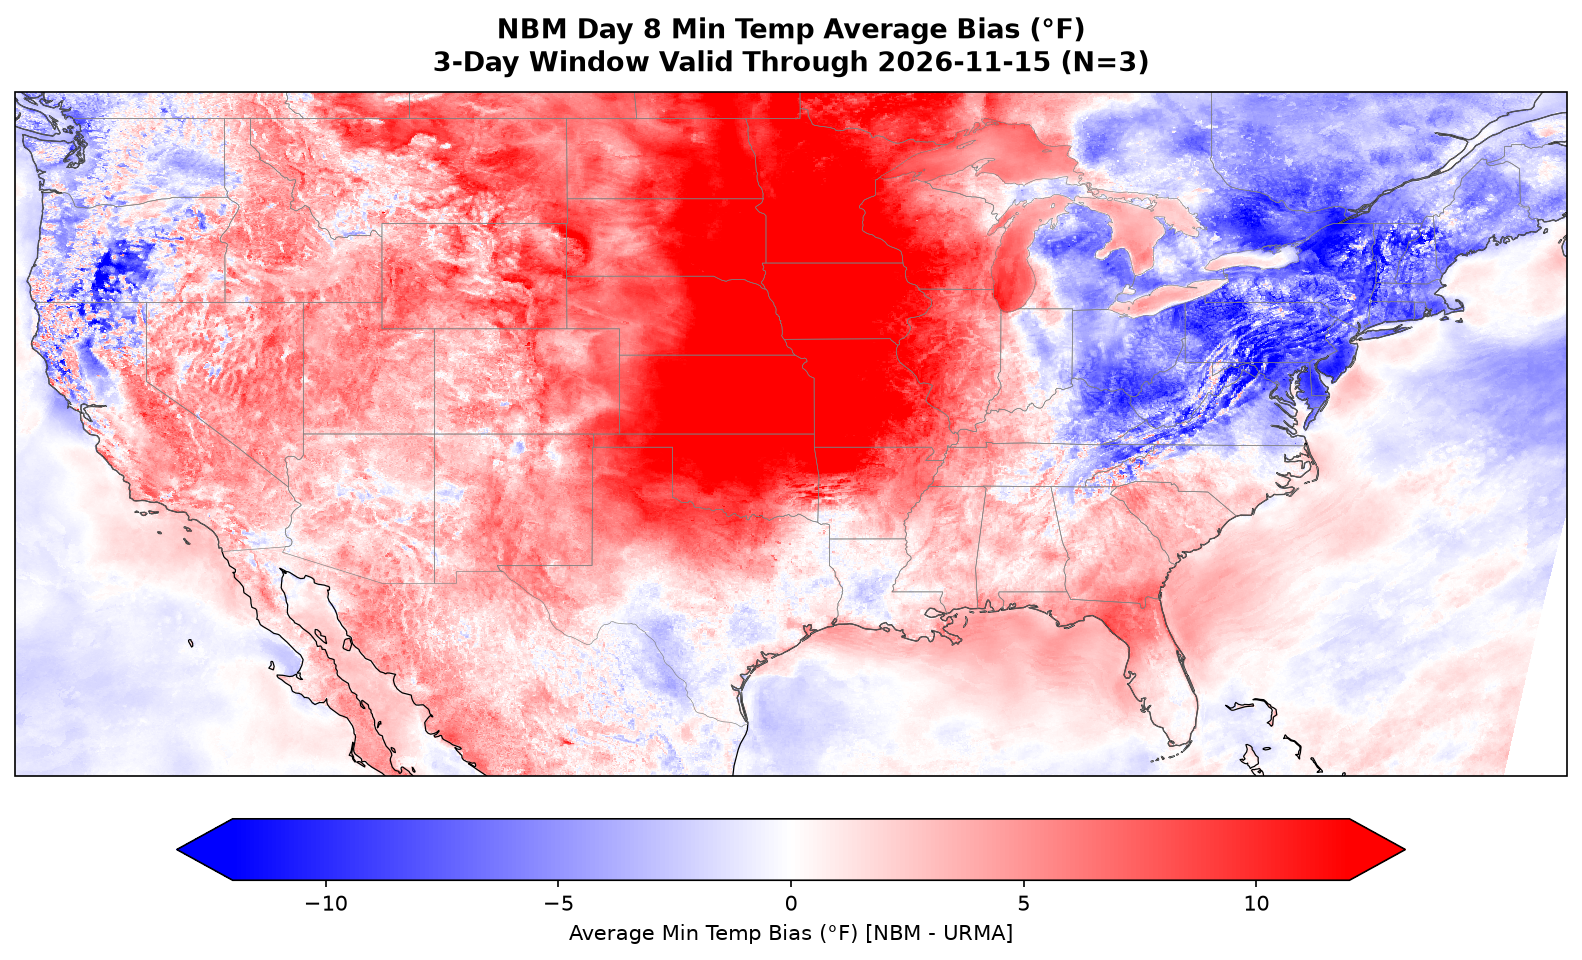 NBM Day 8 Min Temp Average Bias (°F)
3-Day Window Valid Through 2026-11-15 (N=3)
−10 −5 0 5 10
Average Min Temp Bias (°F) [NBM - URMA]